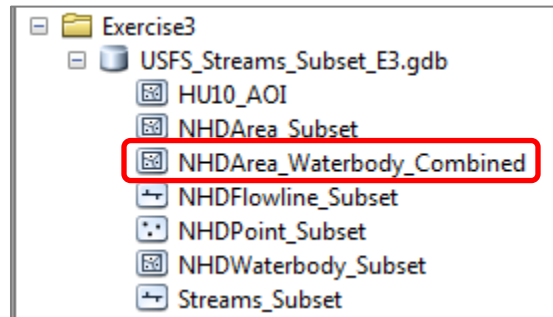 Exercise3
USFS_Streams_Subset_E3.gdb
HU10_AOI
NHDArea_Subset
NHDArea_Waterbody_Combined
NHDFlowline_Subset
NHDPoint_Subset
NHDWaterbody_Subset
Streams_Subset